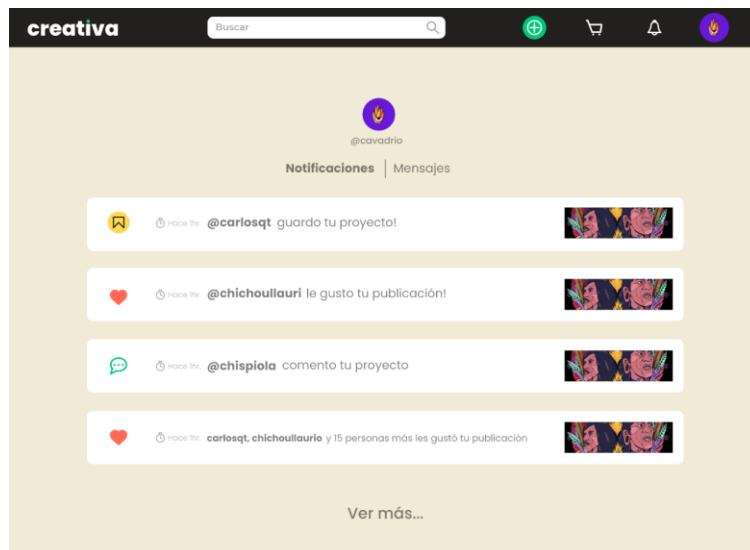 creativa
Buscar
@cavadrio
Notificaciones | Mensajes
Hace 1hr. @carlosqt guardo tu proyecto!
Hace 1hr. @chichoullauri le gusto tu publicación!
Hace 1hr. @chispiola comento tu proyecto
Hace 1hr. carlosqt, chichoullaurio y 15 personas más les gustó tu publicación
Ver más...